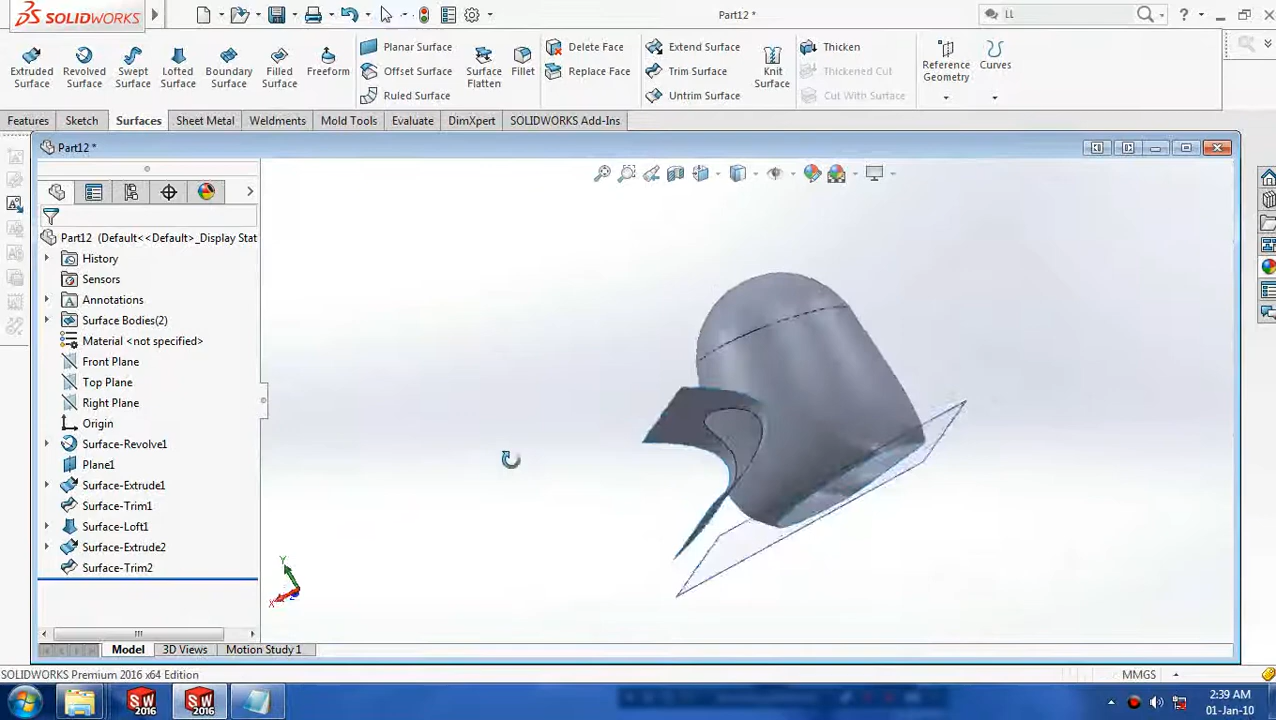 SOLIDWORKS
Part12 *
LL
Extruded Surface
Revolved Surface
Swept Surface
Lofted Surface
Boundary Surface
Filled Surface
Freeform
Planar Surface
Offset Surface
Ruled Surface
Surface Flatten
Fillet
Delete Face
Replace Face
Extend Surface
Trim Surface
Untrim Surface
Knit Surface
Thicken
Thickened Cut
Cut With Surface
Reference Geometry
Curves
Features
Sketch
Surfaces
Sheet Metal
Weldments
Mold Tools
Evaluate
DimXpert
SOLIDWORKS Add-Ins
Part12 *
Part12 (Default<<Default>_Display Stat
History
Sensors
Annotations
Surface Bodies(2)
Material <not specified>
Front Plane
Top Plane
Right Plane
Origin
Surface-Revolve1
Plane1
Surface-Extrude1
Surface-Trim1
Surface-Loft1
Surface-Extrude2
Surface-Trim2
Y
X
Model
3D Views
Motion Study 1
SOLIDWORKS Premium 2016 x64 Edition
MMGS
SW 2016
SW 2016
2:39 AM
01-Jan-10